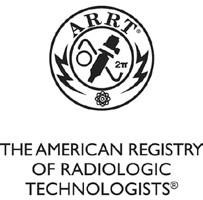 ARRT®
2π
THE AMERICAN REGISTRY
OF RADIOLOGIC
TECHNOLOGISTS®